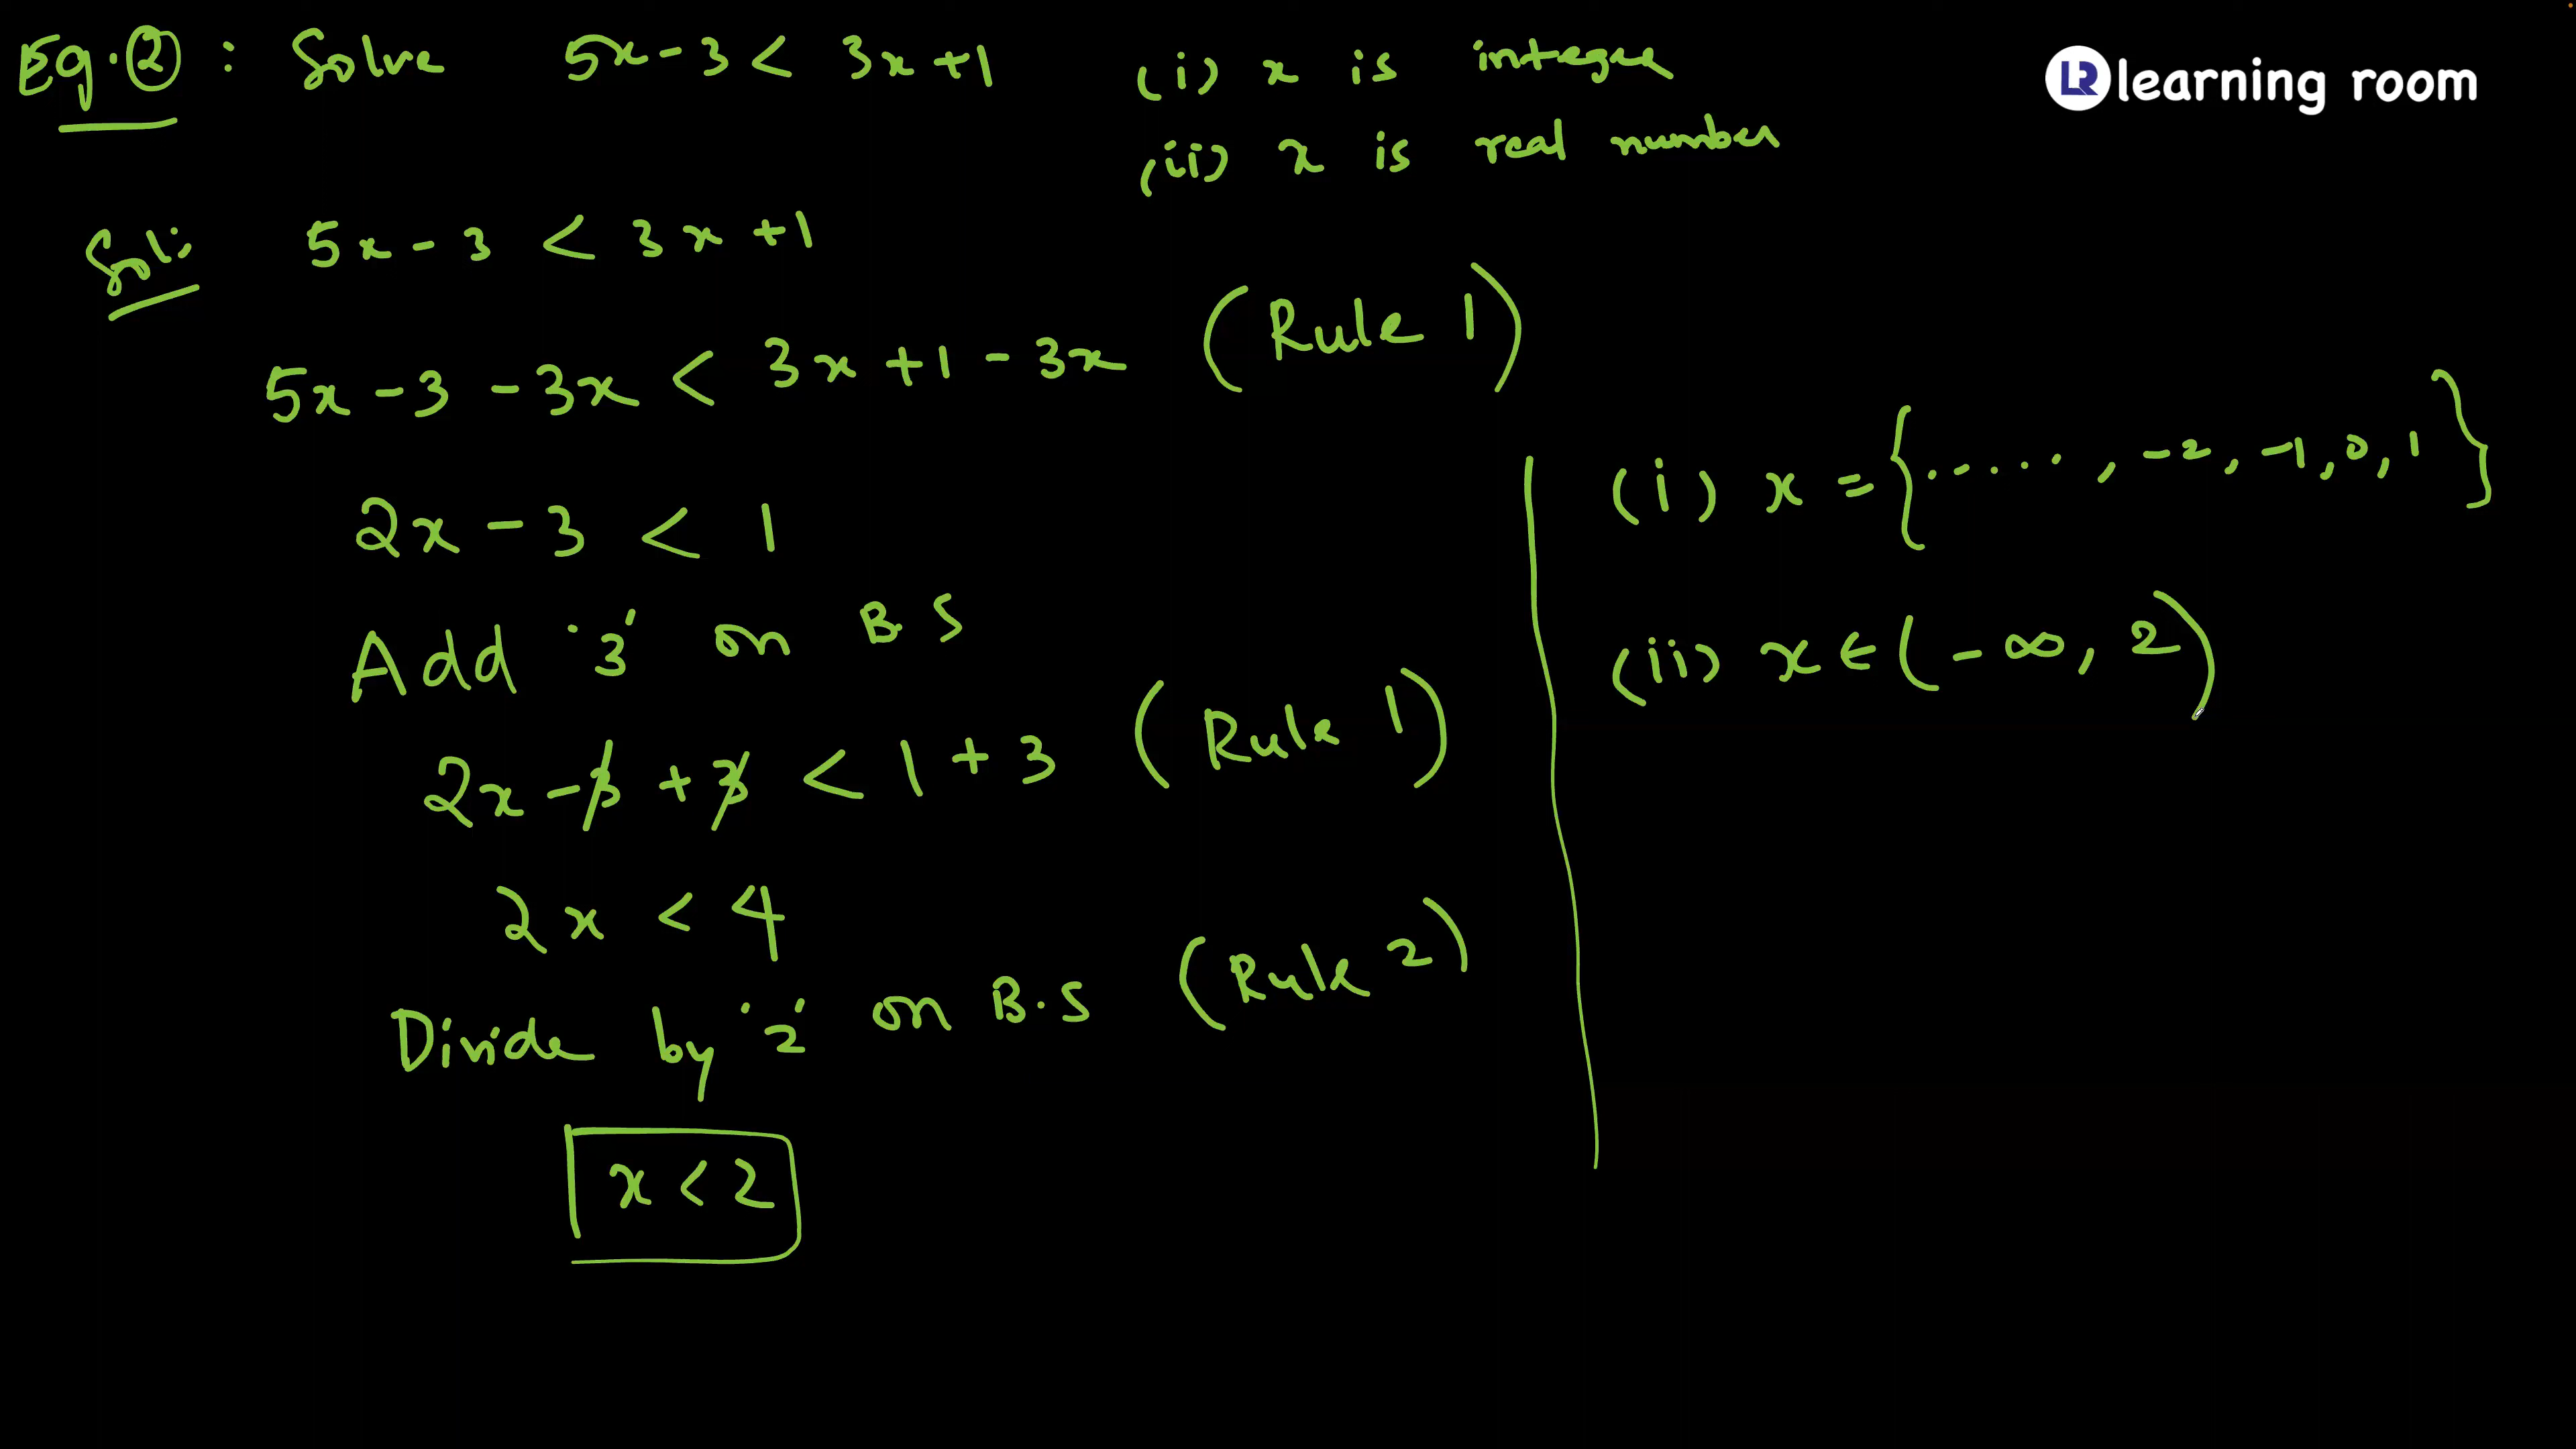 Eg.② : Solve 5x-3 < 3x+1 (i) x is integer
(ii) x is real number
learning room
Sol: 5x-3 < 3x+1
5x-3-3x < 3x+1-3x (Rule 1)
2x-3 < 1
Add '3' on B.S
2x-3+3 < 1+3 (Rule 1)
2x < 4
Divide by '2' on B.S (Rule 2)
x < 2
(i) x = {....., -2, -1, 0, 1}
(ii) x ∈ (-∞, 2)